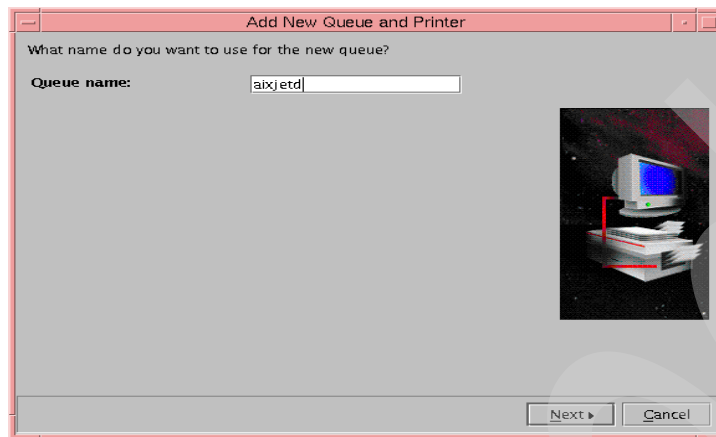 Add New Queue and Printer
What name do you want to use for the new queue?
Queue name: aixjetd
Next Cancel